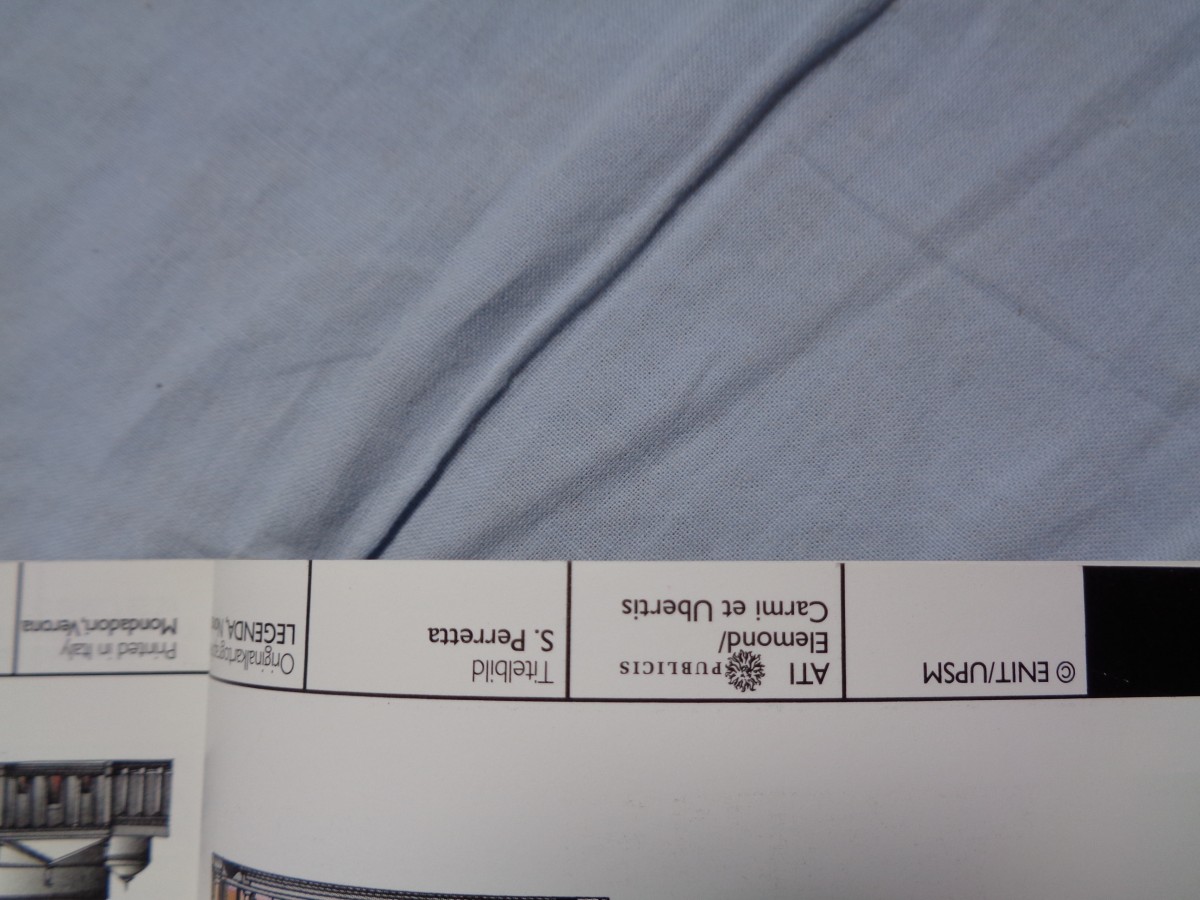 © ENIT/UPSM
ATI PUBLICIS
Elemond/
Carmi et Ubertis
Titelbild
S. Perretta
LEGENDA,
Printed in Italy
Mondadori, Verona